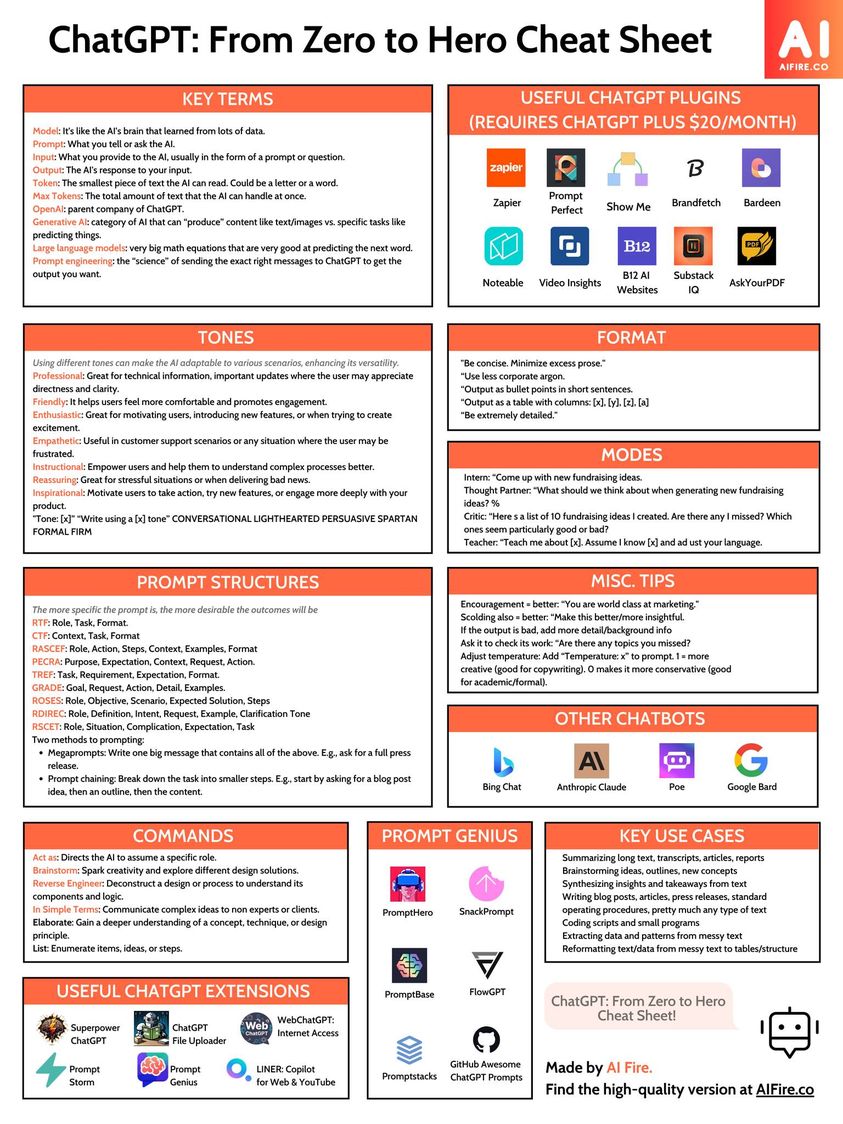 ChatGPT: From Zero to Hero Cheat Sheet
AI
AIFIRE.CO
KEY TERMS
Model: It's like the AI's brain that learned from lots of data.
Prompt: What you tell or ask the AI.
Input: What you provide to the AI, usually in the form of a prompt or question.
Output: The AI's response to your input.
Token: The smallest piece of text the AI can read. Could be a letter or a word.
Max Tokens: The total amount of text that the AI can handle at once.
OpenAI: parent company of ChatGPT.
Generative AI: category of AI that can "produce" content like text/images vs. specific tasks like
predicting things.
Large language models: very big math equations that are very good at predicting the next word.
Prompt engineering: the "science" of sending the exact right messages to ChatGPT to get the
output you want.
USEFUL CHATGPT PLUGINS
(REQUIRES CHATGPT PLUS $20/MONTH)
zapier
Zapier
Prompt
Perfect
Show Me
B
Brandfetch
Bardeen
Noteable
Video Insights
B12
B12 AI
Websites
Substack
IQ
PDF
AskYourPDF
TONES
Using different tones can make the AI adaptable to various scenarios, enhancing its versatility.
Professional: Great for technical information, important updates where the user may appreciate
directness and clarity.
Friendly: It helps users feel more comfortable and promotes engagement.
Enthusiastic: Great for motivating users, introducing new features, or when trying to create
excitement.
Empathetic: Useful in customer support scenarios or any situation where the user may be
frustrated.
Instructional: Empower users and help them to understand complex processes better.
Reassuring: Great for stressful situations or when delivering bad news.
Inspirational: Motivate users to take action, try new features, or engage more deeply with your
product.
"Tone: [x]" "Write using a [x] tone" CONVERSATIONAL LIGHTHEARTED PERSUASIVE SPARTAN
FORMAL FIRM
FORMAT
"Be concise. Minimize excess prose."
"Use less corporate argon.
"Output as bullet points in short sentences.
"Output as a table with columns: [x], [y], [z], [a]
"Be extremely detailed."
MODES
Intern: "Come up with new fundraising ideas.
Thought Partner: "What should we think about when generating new fundraising
ideas? %
Critic: "Here s a list of 10 fundraising ideas I created. Are there any I missed? Which
ones seem particularly good or bad?
Teacher: "Teach me about [x]. Assume I know [x] and ad ust your language.
PROMPT STRUCTURES
The more specific the prompt is, the more desirable the outcomes will be
RTF: Role, Task, Format.
CTF: Context, Task, Format
RASCEF: Role, Action, Steps, Context, Examples, Format
PECRA: Purpose, Expectation, Context, Request, Action.
TREF: Task, Requirement, Expectation, Format.
GRADE: Goal, Request, Action, Detail, Examples.
ROSES: Role, Objective, Scenario, Expected Solution, Steps
RDIREC: Role, Definition, Intent, Request, Example, Clarification Tone
RSCET: Role, Situation, Complication, Expectation, Task
Two methods to prompting:
• Megaprompts: Write one big message that contains all of the above. E.g., ask for a full press
release.
• Prompt chaining: Break down the task into smaller steps. E.g., start by asking for a blog post
idea, then an outline, then the content.
MISC. TIPS
Encouragement = better: "You are world class at marketing."
Scolding also = better: "Make this better/more insightful.
If the output is bad, add more detail/background info
Ask it to check its work: "Are there any topics you missed?
Adjust temperature: Add "Temperature: x" to prompt. 1 = more
creative (good for copywriting). 0 makes it more conservative (good
for academic/formal).
OTHER CHATBOTS
Bing Chat
A\
Anthropic Claude
Poe
G
Google Bard
COMMANDS
Act as: Directs the AI to assume a specific role.
Brainstorm: Spark creativity and explore different design solutions.
Reverse Engineer: Deconstruct a design or process to understand its
components and logic.
In Simple Terms: Communicate complex ideas to non experts or clients.
Elaborate: Gain a deeper understanding of a concept, technique, or design
principle.
List: Enumerate items, ideas, or steps.
PROMPT GENIUS
PromptHero
SnackPrompt
PromptBase
FlowGPT
Promptstacks
GitHub Awesome
ChatGPT Prompts
KEY USE CASES
Summarizing long text, transcripts, articles, reports
Brainstorming ideas, outlines, new concepts
Synthesizing insights and takeaways from text
Writing blog posts, articles, press releases, standard
operating procedures, pretty much any type of text
Coding scripts and small programs
Extracting data and patterns from messy text
Reformatting text/data from messy text to tables/structure
USEFUL CHATGPT EXTENSIONS
Superpower
ChatGPT
ChatGPT
File Uploader
Web
ChatGPT
WebChatGPT:
Internet Access
Prompt
Storm
Prompt
Genius
LINER: Copilot
for Web & YouTube
ChatGPT: From Zero to Hero
Cheat Sheet!
Made by AI Fire.
Find the high-quality version at AIFire.co